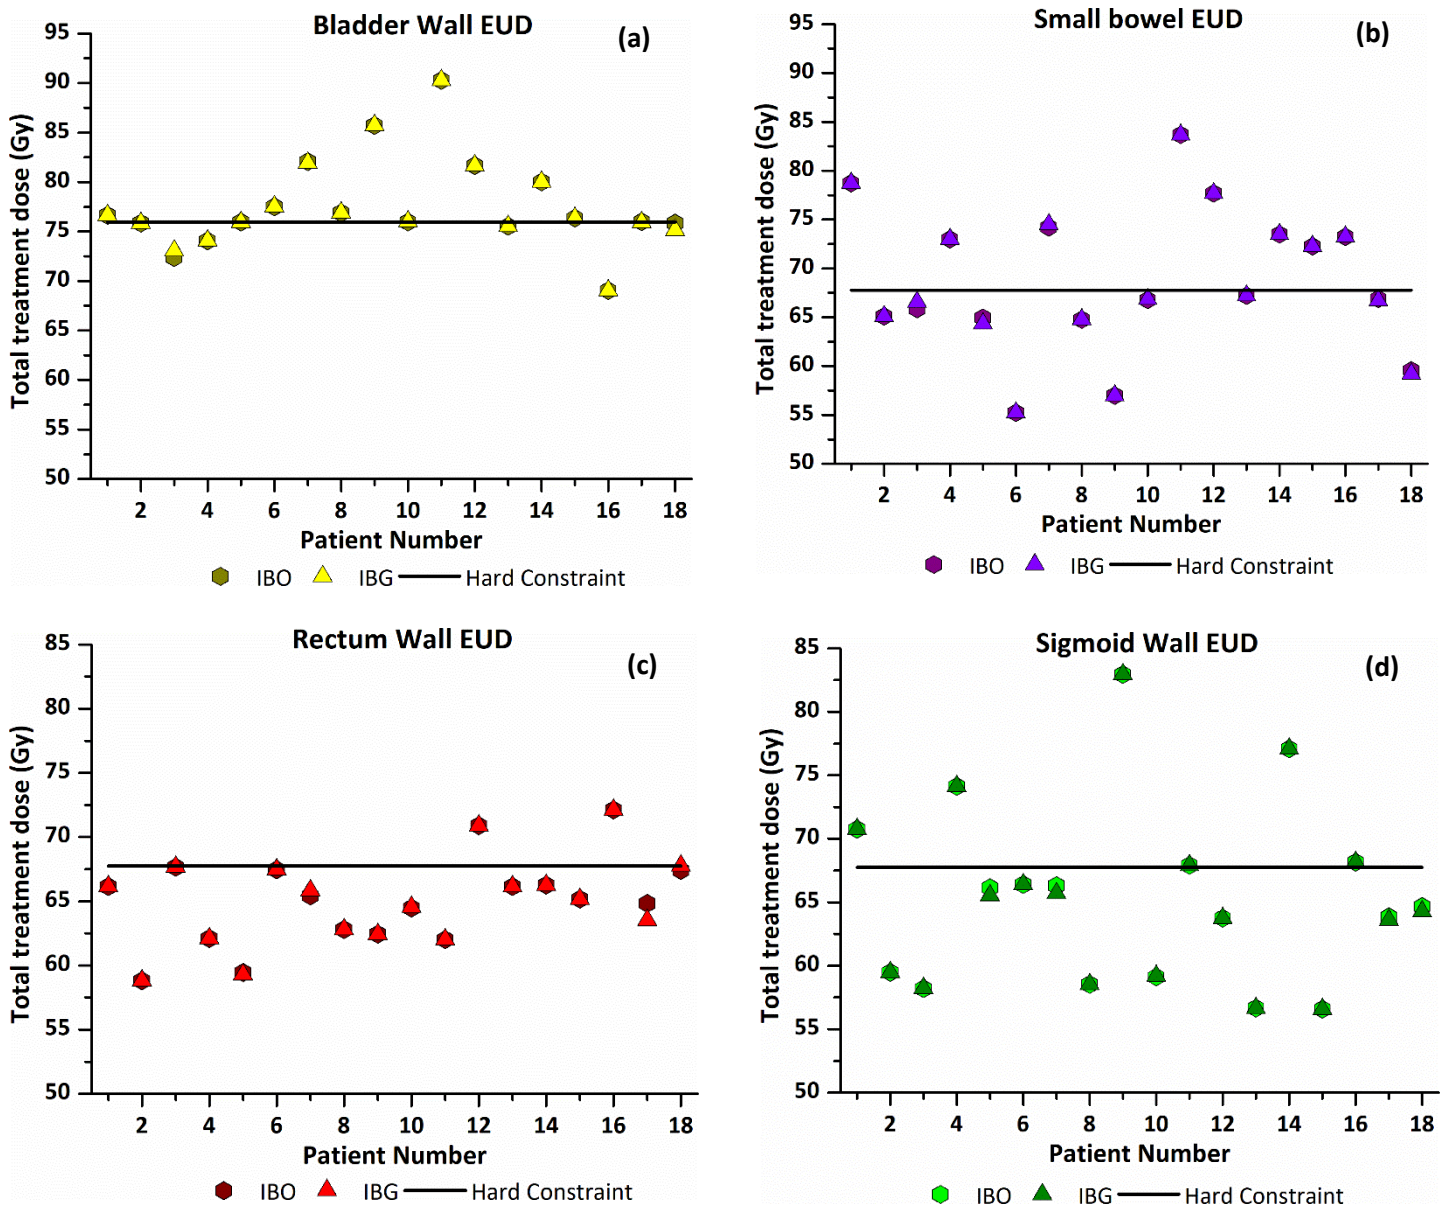 Bladder Wall EUD
(a)
Total treatment dose (Gy)
95
90
85
80
75
70
65
60
55
50
2 4 6 8 10 12 14 16 18
Patient Number
IBO IBG Hard Constraint
Small bowel EUD
(b)
Total treatment dose (Gy)
95
90
85
80
75
70
65
60
55
50
2 4 6 8 10 12 14 16 18
Patient Number
IBO IBG Hard Constraint
Rectum Wall EUD
(c)
Total treatment dose (Gy)
85
80
75
70
65
60
55
50
2 4 6 8 10 12 14 16 18
Patient Number
IBO IBG Hard Constraint
Sigmoid Wall EUD
(d)
Total treatment dose (Gy)
85
80
75
70
65
60
55
50
2 4 6 8 10 12 14 16 18
Patient Number
IBO IBG Hard Constraint